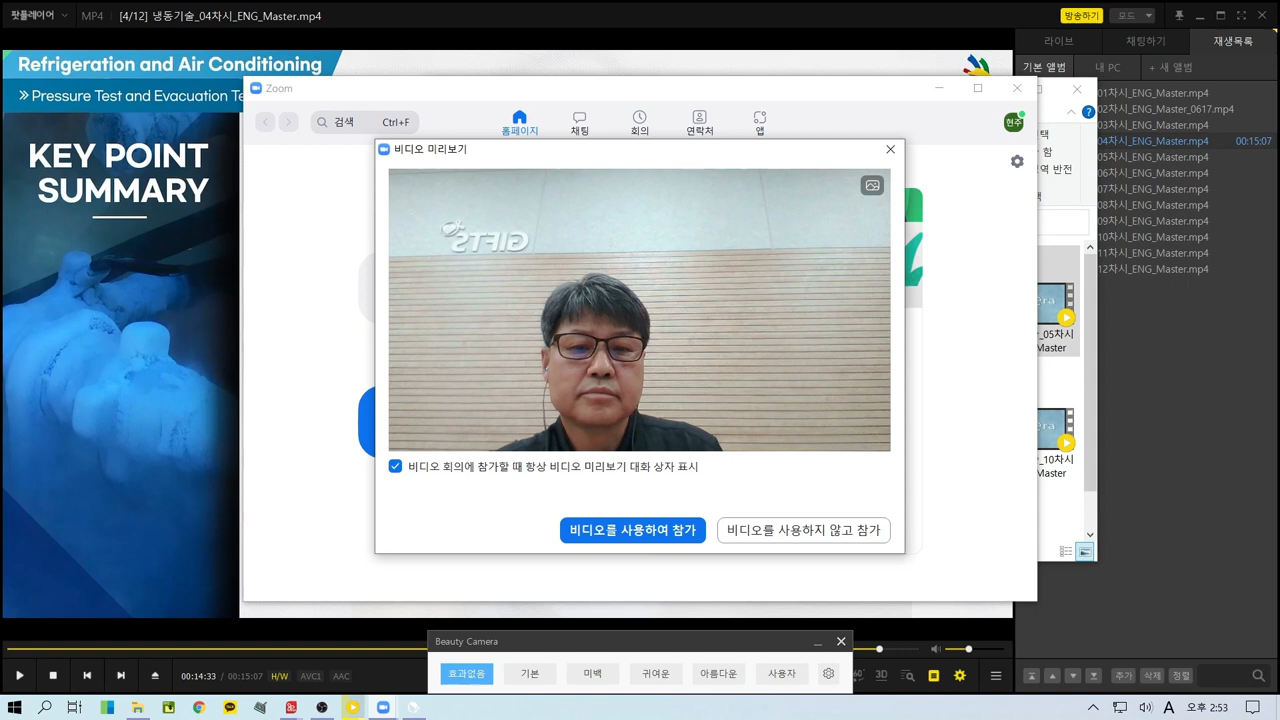 팟플레이어
MP4
[4/12] 냉동기술_04차시_ENG_Master.mp4
방송하기
모드
라이브
채팅하기
재생목록
기본 앨범
내 PC
+ 새 앨범
Refrigeration and Air Conditioning
Pressure Test and Evacuation Te
KEY POINT
SUMMARY
Zoom
검색
Ctrl+F
홈페이지
채팅
회의
연락처
앱
현주
비디오 미리보기
GIFTS
비디오 회의에 참가할 때 항상 비디오 미리보기 대화 상자 표시
비디오를 사용하여 참가
비디오를 사용하지 않고 참가
택
함
역 반전
택
_05차시
Master
_10차시
Master
01차시_ENG_Master.mp4
02차시_ENG_Master_0617.mp4
03차시_ENG_Master.mp4
04차시_ENG_Master.mp4 00:15:07
05차시_ENG_Master.mp4
06차시_ENG_Master.mp4
07차시_ENG_Master.mp4
08차시_ENG_Master.mp4
09차시_ENG_Master.mp4
10차시_ENG_Master.mp4
11차시_ENG_Master.mp4
12차시_ENG_Master.mp4
Beauty Camera
효과없음
기본
미백
귀여운
아름다운
사용자
00:14:33 / 00:15:07 H/W AVC1 AAC
3D
추가 삭제 정렬
A
오후 2:53